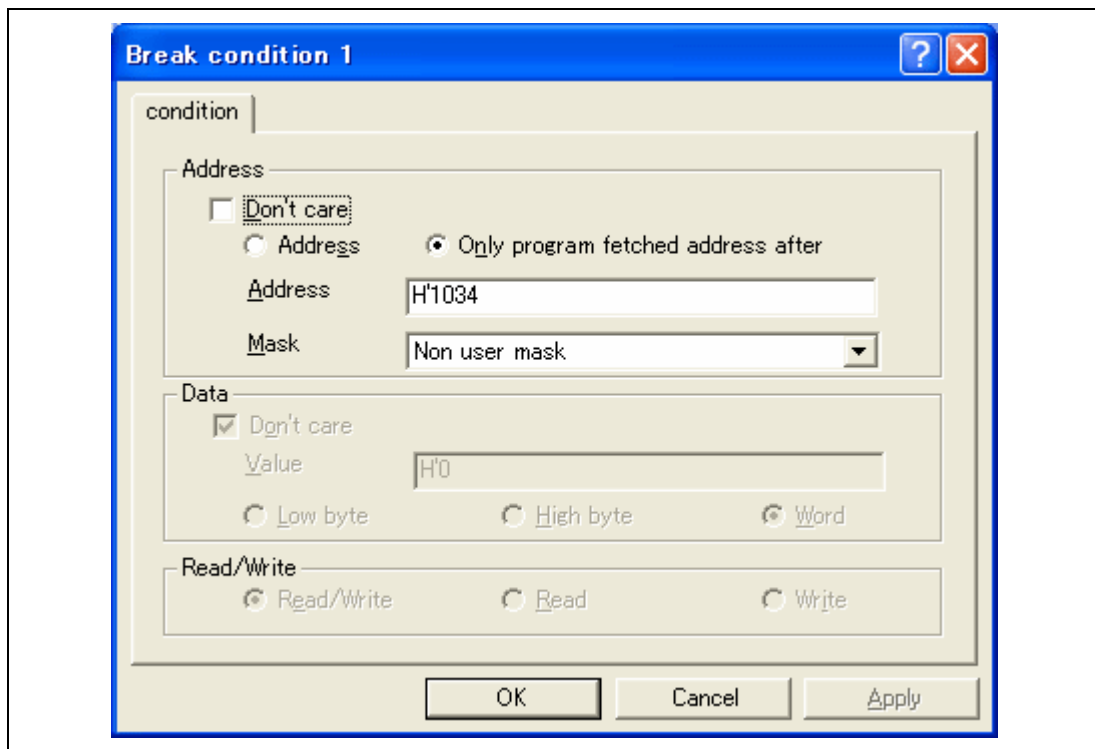 Break condition 1
condition
Address
Don't care
Address Only program fetched address after
Address H'1034
Mask Non user mask
Data
Don't care
Value H'0
Low byte High byte Word
Read/Write
Read/Write Read Write
OK Cancel Apply